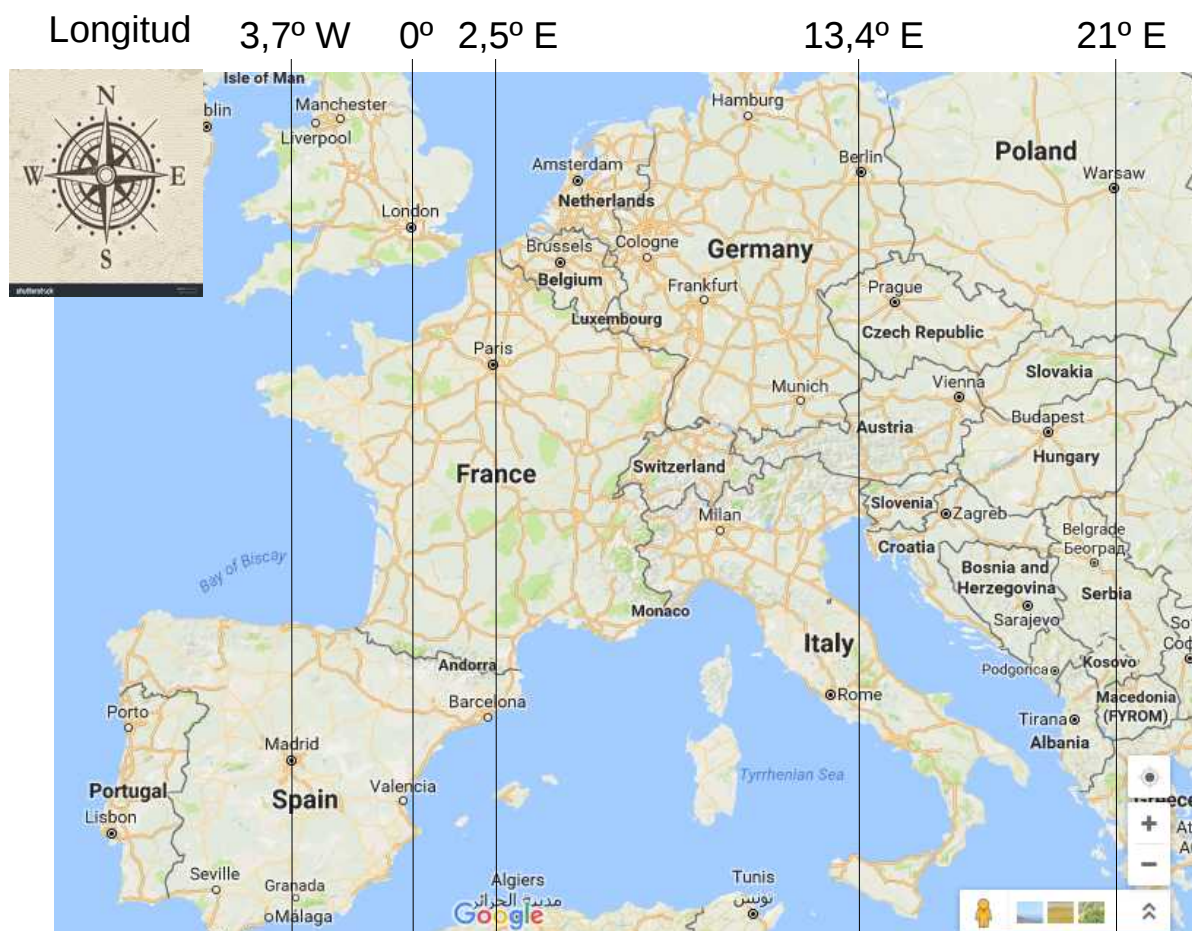 Longitud 3,7º W 0º 2,5º E 13,4º E 21º E
Isle of Man
N
W E
S
shutterstock
blin
Manchester
Liverpool
Hamburg
Amsterdam
Netherlands
Berlin
Poland
Warsaw
London
Brussels
Belgium
Cologne
Germany
Frankfurt
Luxembourg
Prague
Czech Republic
Paris
Munich
Vienna
Slovakia
Austria
Budapest
Hungary
France
Switzerland
Milan
Slovenia
Zagreb
Croatia
Belgrade
Београд
Bay of Biscay
Bosnia and
Herzegovina
Sarajevo
Serbia
Monaco
Italy
So
Соф
Andorra
Podgorica
Kosovo
Barcelona
Rome
Macedonia
(FYROM)
Porto
Tirana
Albania
Madrid
Tyrrhenian Sea
Portugal
Spain
Valencia
Lisbon
Greece
At
Seville
Granada
Málaga
Algiers
مدينة الجزائر
Google
Tunis
تونس